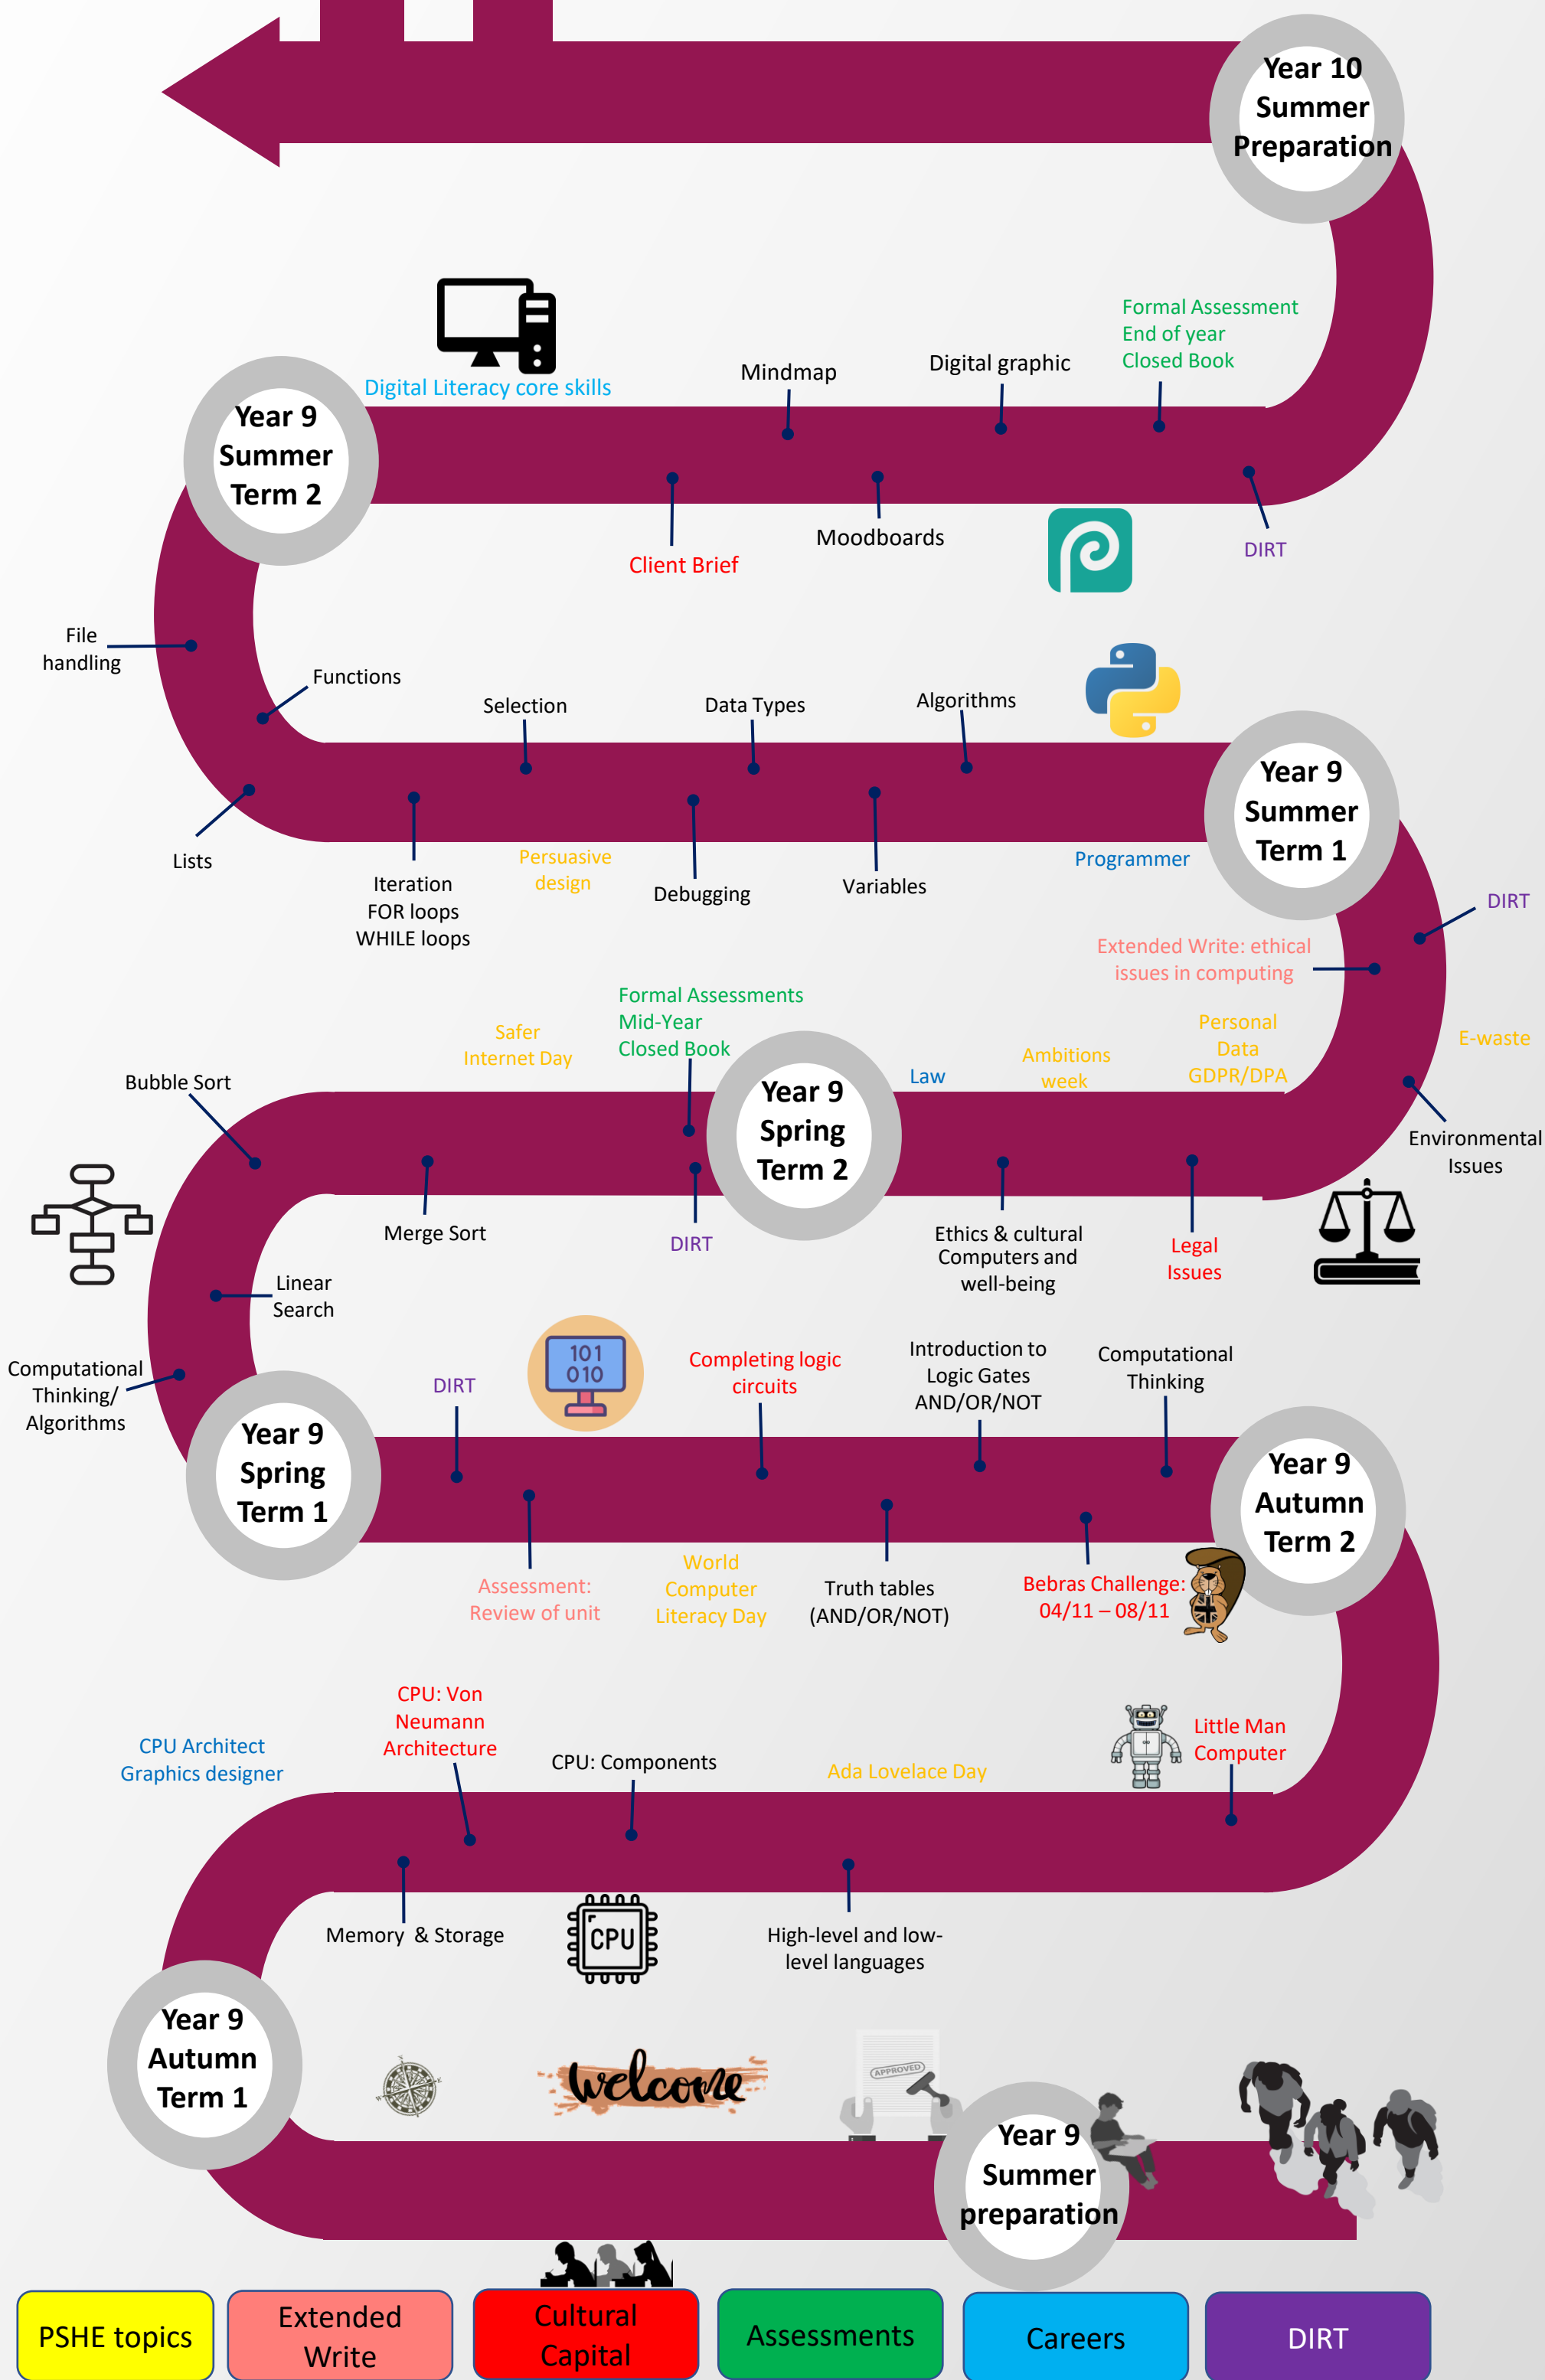 Year 10
Summer
Preparation
Formal Assessment
End of year
Closed Book
Digital graphic
Mindmap
Digital Literacy core skills
Year 9
Summer
Term 2
Client Brief
Moodboards
DIRT
File
handling
Functions
Selection
Data Types
Algorithms
Year 9
Summer
Term 1
Lists
Iteration
FOR loops
WHILE loops
Persuasive
design
Debugging
Variables
Programmer
DIRT
Extended Write: ethical
issues in computing
Formal Assessments
Mid-Year
Closed Book
Safer
Internet Day
Personal
Data
GDPR/DPA
E-waste
Ambitions
week
Law
Bubble Sort
Year 9
Spring
Term 2
Environmental
Issues
Merge Sort
DIRT
Ethics & cultural
Computers and
well-being
Legal
Issues
Linear
Search
Computational
Thinking/
Algorithms
DIRT
101
010
Completing logic
circuits
Introduction to
Logic Gates
AND/OR/NOT
Computational
Thinking
Year 9
Spring
Term 1
Year 9
Autumn
Term 2
Assessment:
Review of unit
World
Computer
Literacy Day
Truth tables
(AND/OR/NOT)
Bebras Challenge:
04/11 – 08/11
CPU Architect
Graphics designer
CPU: Von
Neumann
Architecture
CPU: Components
Ada Lovelace Day
Little Man
Computer
Memory & Storage
CPU
High-level and low-
level languages
Year 9
Autumn
Term 1
welcome
APPROVED
Year 9
Summer
preparation
PSHE topics
Extended
Write
Cultural
Capital
Assessments
Careers
DIRT